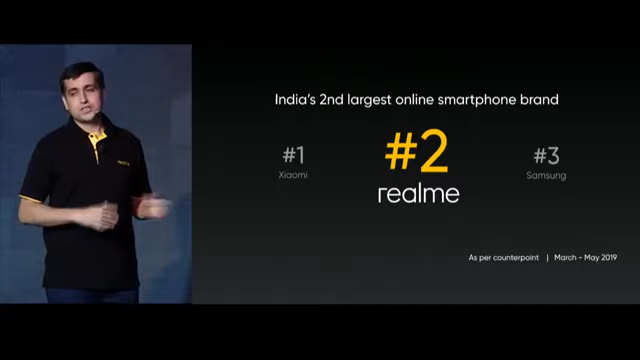 India's 2nd largest online smartphone brand
#1
Xiaomi
#2
realme
#3
Samsung
As per counterpoint | March - May 2019